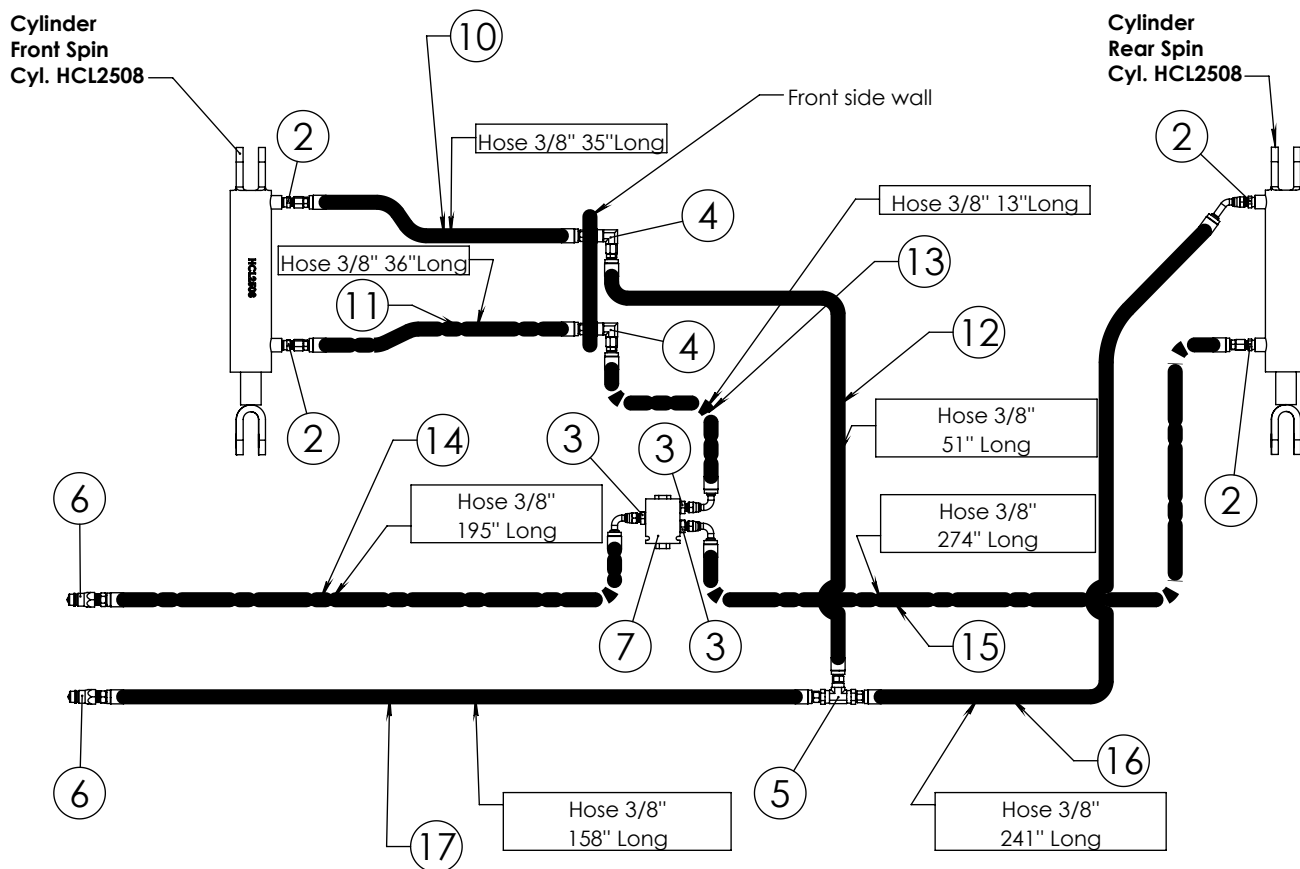 Cylinder
Front Spin
Cyl. HCL2508
10
Cylinder
Rear Spin
Cyl. HCL2508
Front side wall
2
Hose 3/8" 35"Long
2
Hose 3/8" 13"Long
4
HCL2508
Hose 3/8" 36"Long
13
11
12
4
Hose 3/8"
51" Long
2
14
3
3
2
6
Hose 3/8"
195" Long
Hose 3/8"
274" Long
7
3
15
6
5
16
Hose 3/8"
158" Long
Hose 3/8"
241" Long
17